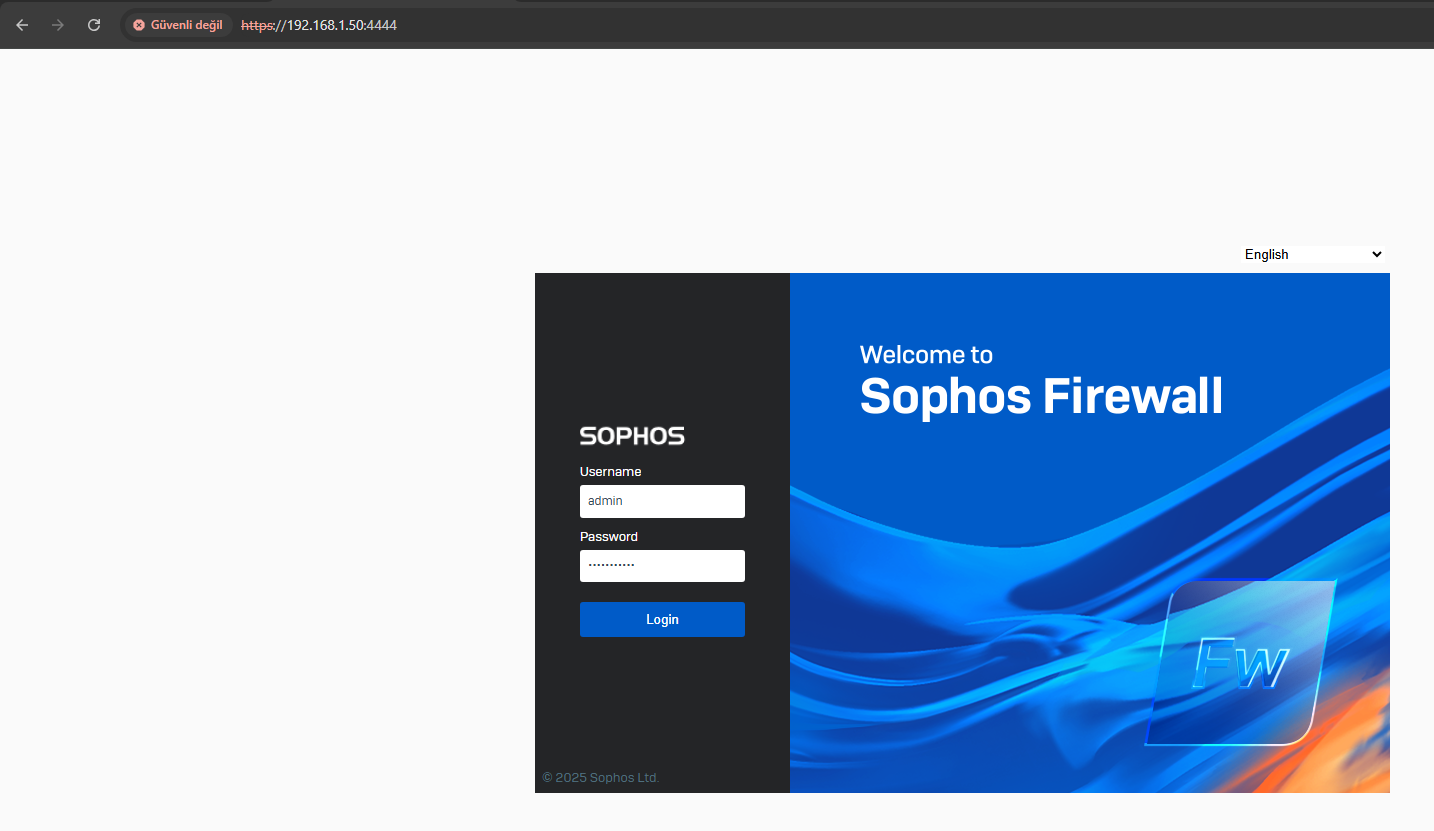 Güvenli değil https://192.168.1.50:4444
English
Welcome to
Sophos Firewall
SOPHOS
Username
admin
Password
•••••••••••
Login
Fw
© 2025 Sophos Ltd.